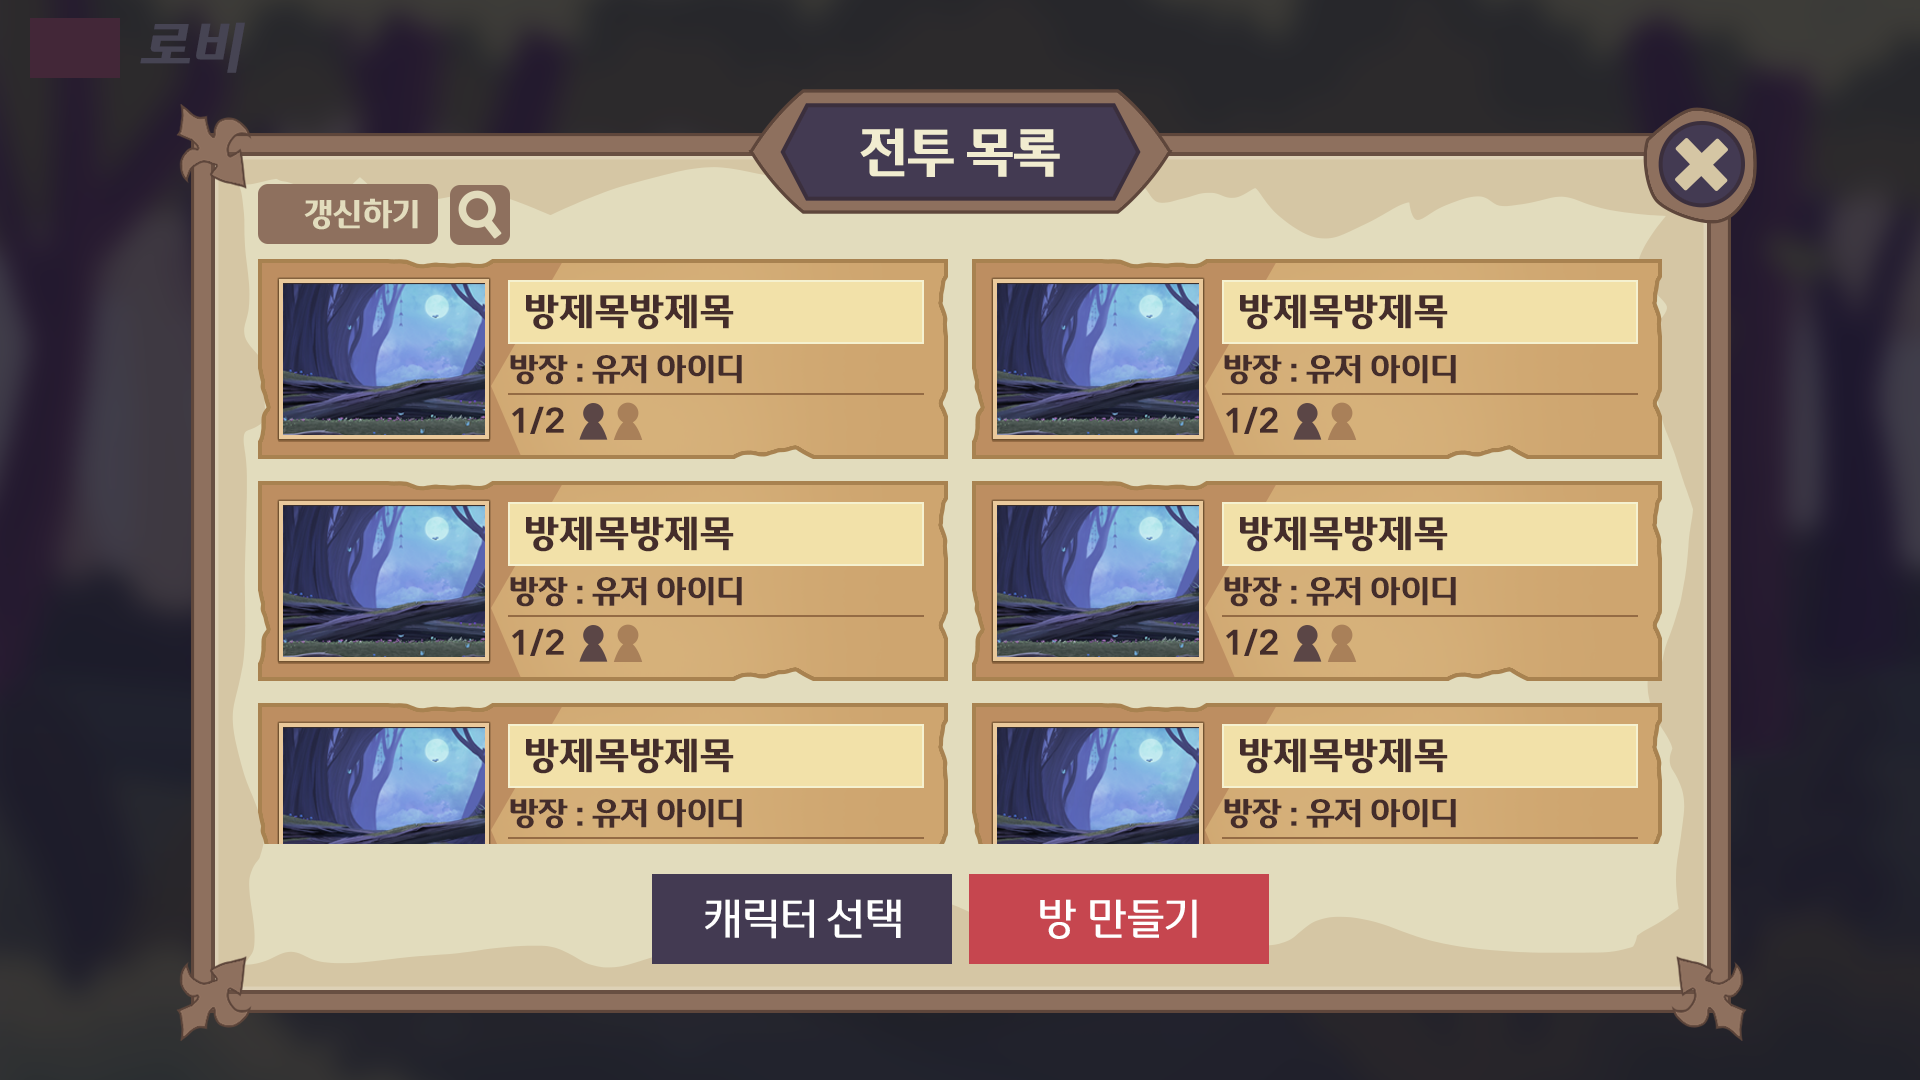 로비
전투 목록
갱신하기
방제목방제목
방장 : 유저 아이디
1/2
방제목방제목
방장 : 유저 아이디
1/2
방제목방제목
방장 : 유저 아이디
1/2
방제목방제목
방장 : 유저 아이디
1/2
방제목방제목
방장 : 유저 아이디
방제목방제목
방장 : 유저 아이디
캐릭터 선택
방 만들기